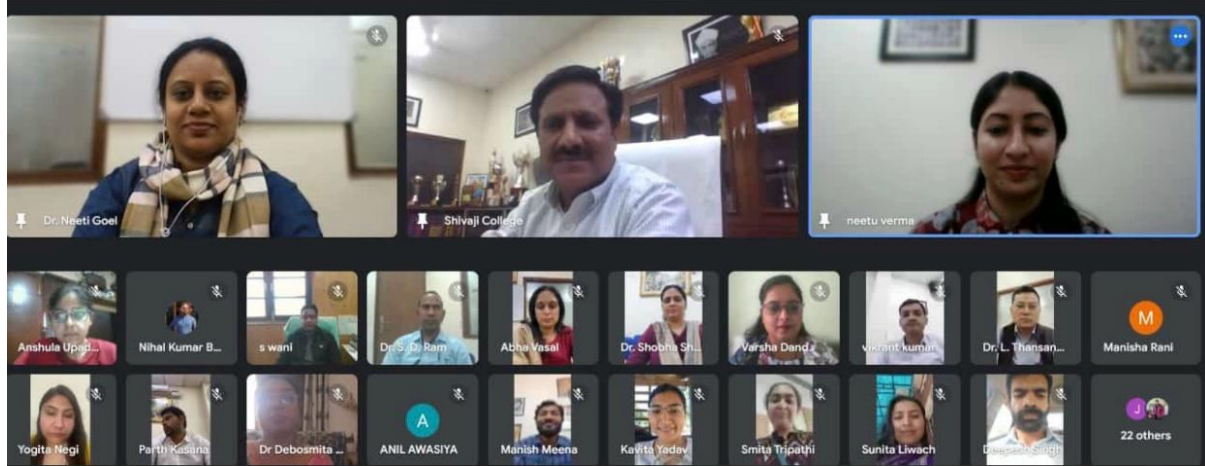 Dr. Neeti Goel
Shivaji College
neetu verma
Anshula Upad...
Nihal Kumar B...
s wani
Dr. S. D. Ram
Abha Vasal
Dr. Shobha Sh...
Varsha Dand...
vikrant kumar
Dr. L. Thansan...
M
Manisha Rani
Yogita Negi
Parth Kasana
Dr Debosmita ...
A
ANIL AWASIYA
Manish Meena
Kavita Yadav
Smita Tripathi
Sunita Liwach
Deepesh Singh
J
22 others